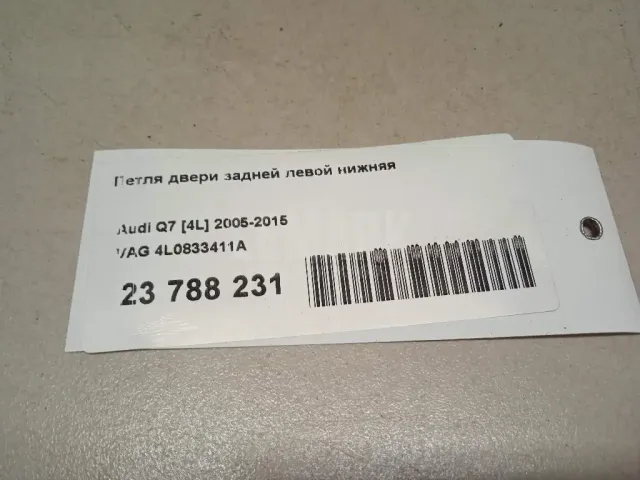 Петля двери задней левой нижняя
Audi Q7 [4L] 2005-2015
VAG 4L0833411A
23 788 231